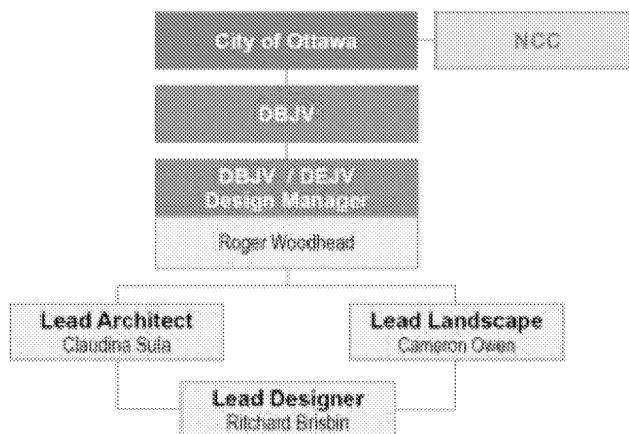 City of Ottawa
NCC
DBJV
DBJV / DEJV
Design Manager
Roger Woodhead
Lead Architect
Claudina Sula
Lead Landscape
Cameron Owen
Lead Designer
Ritchard Brisbin